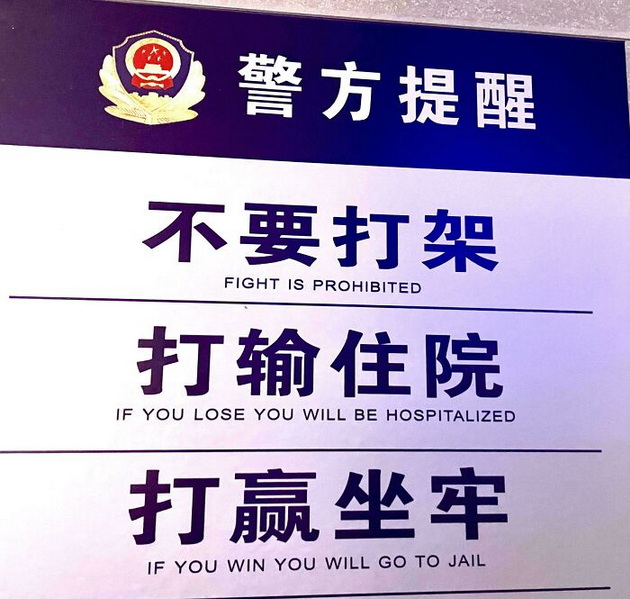 警方提醒
不要打架
FIGHT IS PROHIBITED
打输住院
IF YOU LOSE YOU WILL BE HOSPITALIZED
打赢坐牢
IF YOU WIN YOU WILL GO TO JAIL